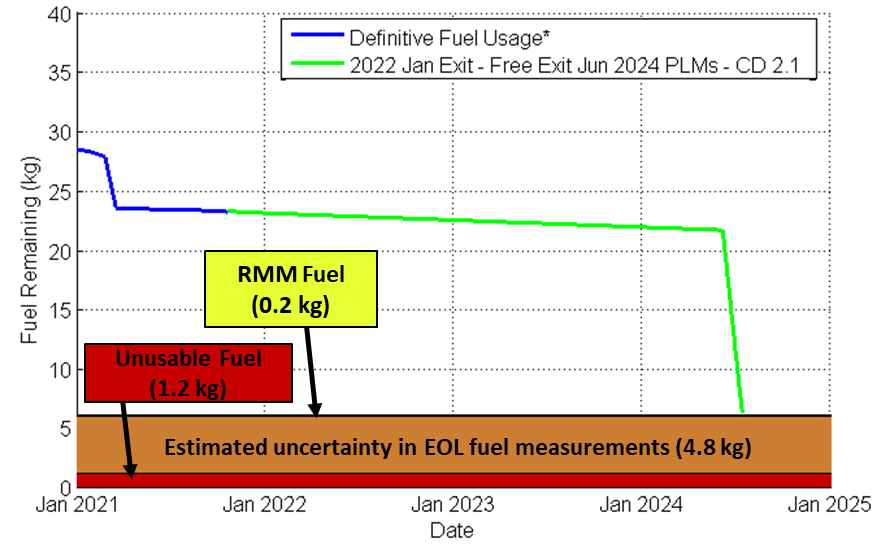 40
35
30
25
20
15
10
5
0
Fuel Remaining (kg)
Definitive Fuel Usage*
2022 Jan Exit - Free Exit Jun 2024 PLMs - CD 2.1
RMM Fuel
(0.2 kg)
Unusable Fuel
(1.2 kg)
Estimated uncertainty in EOL fuel measurements (4.8 kg)
Jan 2021 Jan 2022 Jan 2023 Jan 2024 Jan 2025
Date